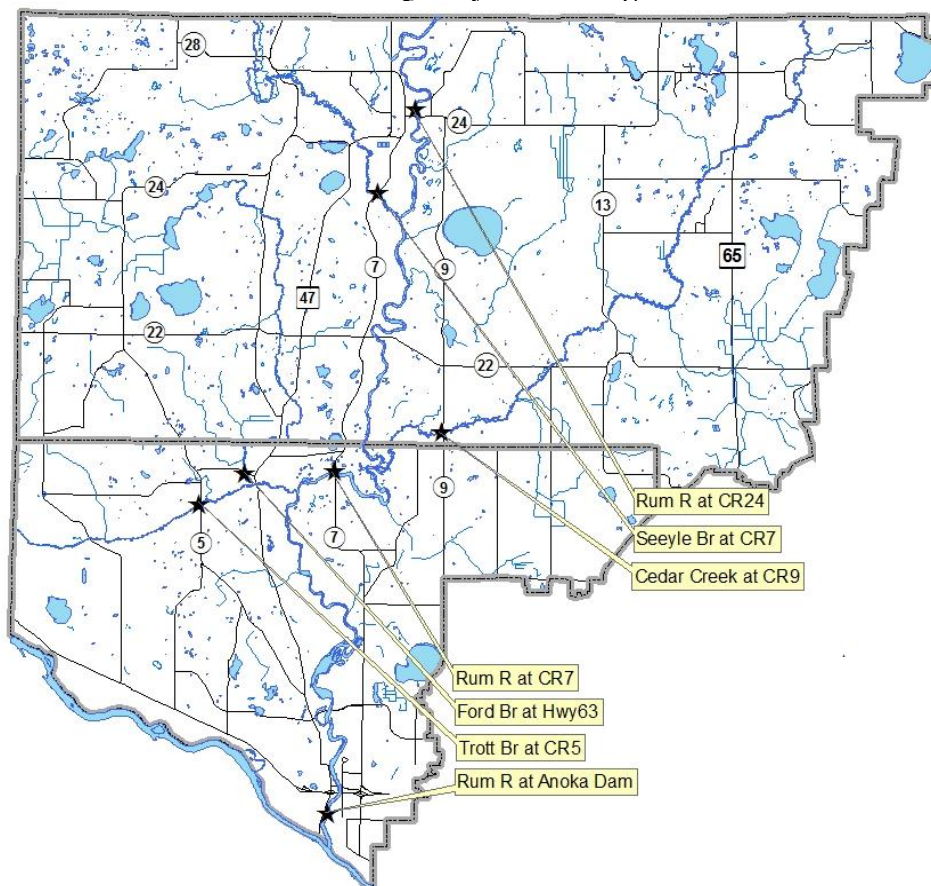 28
24
24
13
7
9
65
47
22
22
9
7
5
Rum R at CR24
Seeyle Br at CR7
Cedar Creek at CR9
Rum R at CR7
Ford Br at Hwy63
Trott Br at CR5
Rum R at Anoka Dam